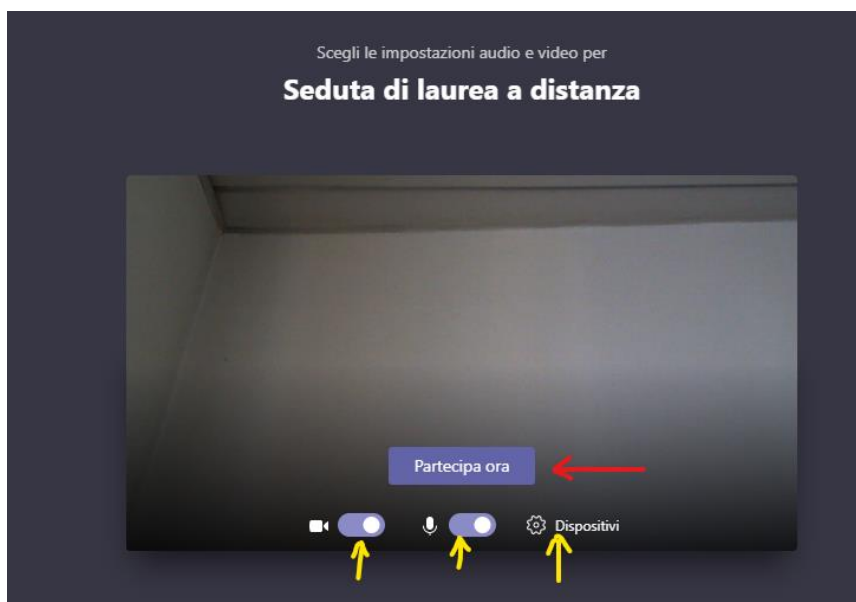 Scegli le impostazioni audio e video per
Seduta di laurea a distanza
Partecipa ora
Dispositivi